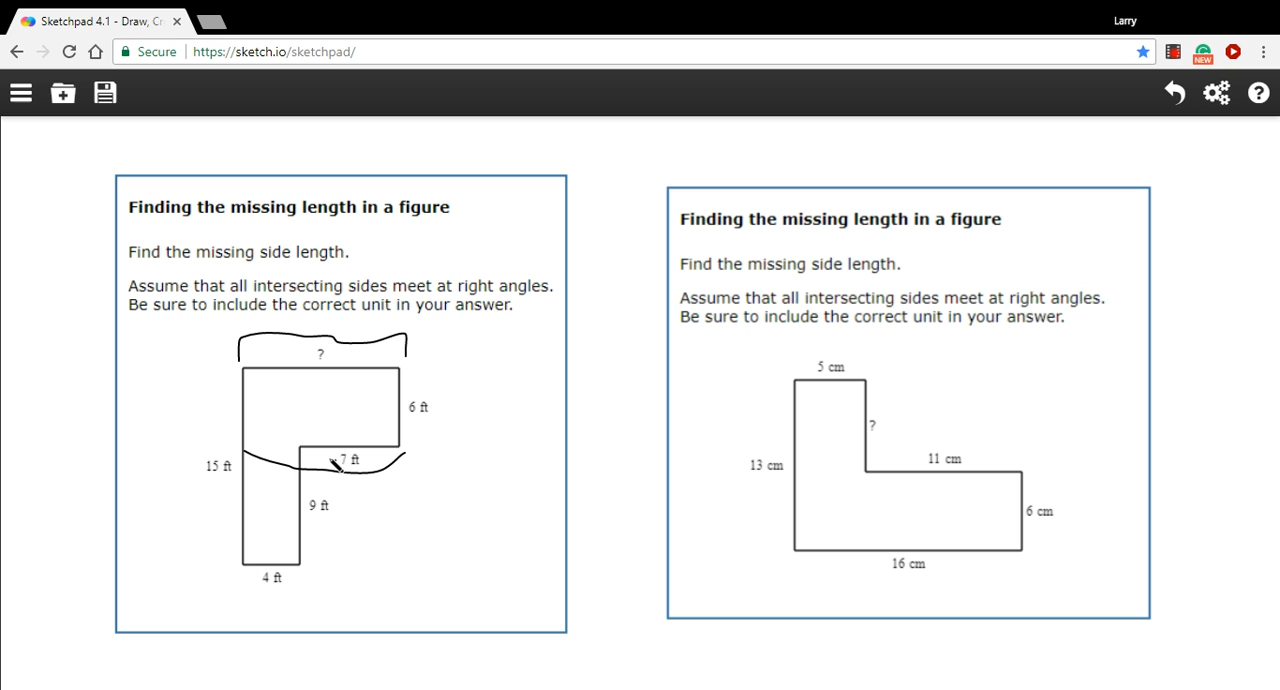 Sketchpad 4.1 - Draw, Cr
Larry
Secure https://sketch.io/sketchpad/
NEW
Finding the missing length in a figure
Find the missing side length.
Assume that all intersecting sides meet at right angles.
Be sure to include the correct unit in your answer.
?
6 ft
15 ft
7 ft
9 ft
4 ft
Finding the missing length in a figure
Find the missing side length.
Assume that all intersecting sides meet at right angles.
Be sure to include the correct unit in your answer.
5 cm
?
13 cm
11 cm
6 cm
16 cm